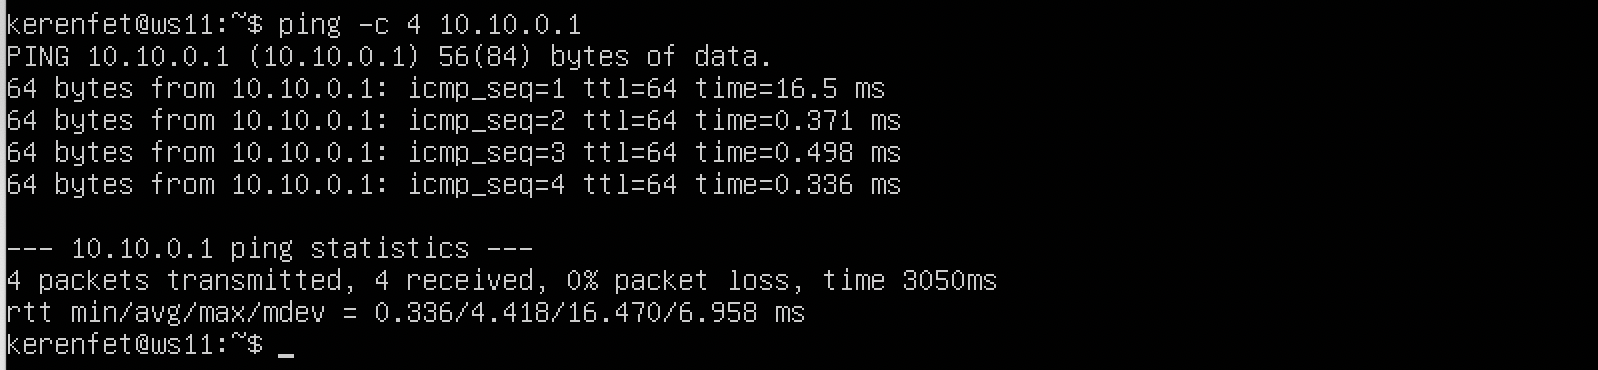 kerenfet@ws11:~$ ping -c 4 10.10.0.1
PING 10.10.0.1 (10.10.0.1) 56(84) bytes of data.
64 bytes from 10.10.0.1: icmp_seq=1 ttl=64 time=16.5 ms
64 bytes from 10.10.0.1: icmp_seq=2 ttl=64 time=0.371 ms
64 bytes from 10.10.0.1: icmp_seq=3 ttl=64 time=0.498 ms
64 bytes from 10.10.0.1: icmp_seq=4 ttl=64 time=0.336 ms
--- 10.10.0.1 ping statistics ---
4 packets transmitted, 4 received, 0% packet loss, time 3050ms
rtt min/avg/max/mdev = 0.336/4.418/16.470/6.958 ms
kerenfet@ws11:~$ _